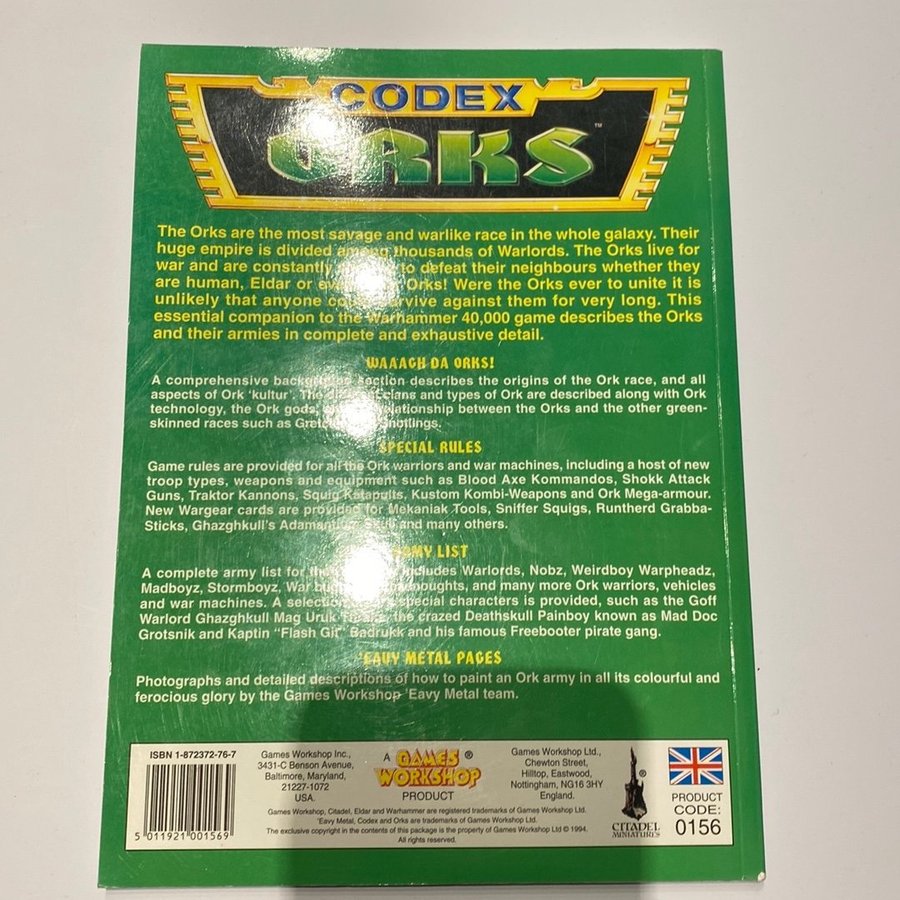 CODEX
ORKS™
The Orks are the most savage and warlike race in the whole galaxy. Their
huge empire is divided among thousands of Warlords. The Orks live for
war and are constantly to defeat their neighbours whether they
are human, Eldar or Orks! Were the Orks ever to unite it is
unlikely that anyone survive against them for very long. This
essential companion to the Warhammer 40,000 game describes the Orks
and their armies in complete and exhaustive detail.
WAAAGH DA ORKS!
A comprehensive background section describes the origins of the Ork race, and all
aspects of Ork 'kultur'. The clans and types of Ork are described along with Ork
technology, the Ork gods, relationship between the Orks and the other green-
skinned races such as Gretchin Snotlings.
SPECIAL RULES
Game rules are provided for all the Ork warriors and war machines, including a host of new
troop types, weapons and equipment such as Blood Axe Kommandos, Shokk Attack
Guns, Traktor Kannons, Squig Katapults, Kustom Kombi-Weapons and Ork Mega-armour.
New Wargear cards are provided for Mekaniak Tools, Sniffer Squigs, Runtherd Grabba-
Sticks, Ghazghkull's Adamantium Skull and many others.
ARMY LIST
A complete army list for the includes Warlords, Nobz, Weirdboy Warpheadz,
Madboyz, Stormboyz, War Dreadnoughts, and many more Ork warriors, vehicles
and war machines. A selection special characters is provided, such as the Goff
Warlord Ghazghkull Mag Uruk Thraka, the crazed Deathskull Painboy known as Mad Doc
Grotsnik and Kaptin "Flash Git" Badrukk and his famous Freebooter pirate gang.
'EAVY METAL PAGES
Photographs and detailed descriptions of how to paint an Ork army in all its colourful and
ferocious glory by the Games Workshop 'Eavy Metal team.
ISBN 1-872372-76-7
5 011921 001569
Games Workshop Inc.,
3431-C Benson Avenue,
Baltimore, Maryland,
21227-1072
USA.
A GAMES WORKSHOP ®
PRODUCT
Games Workshop Ltd.,
Chewton Street,
Hilltop, Eastwood,
Nottingham, NG16 3HY
England.
Games Workshop, Citadel, Eldar and Warhammer are registered trademarks of Games Workshop Ltd.
'Eavy Metal, Codex and Orks are trademarks of Games Workshop Ltd.
The exclusive copyright in the contents of this package is the property of Games Workshop Ltd © 1994.
All rights reserved.
®
CITADEL
MINIATURES
PRODUCT
CODE:
0156